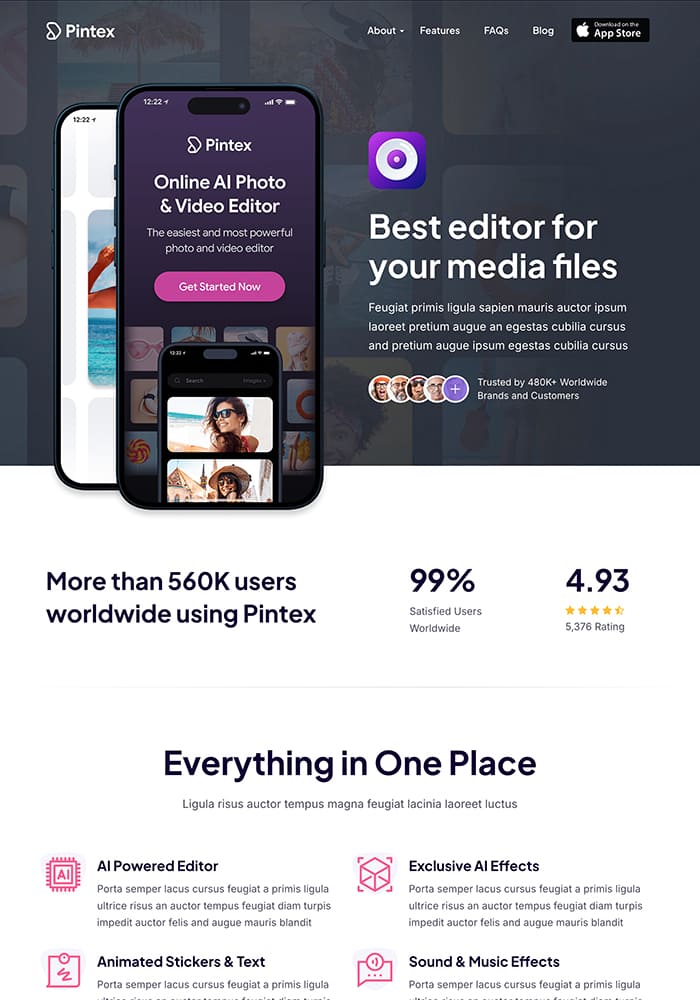 Pintex
About
Features
FAQs
Blog
Download on the
App Store
12:22
12:22
Pintex
Online AI Photo
& Video Editor
The easiest and most powerful
photo and video editor
Get Started Now
12:22
Search
Images
Best editor for
your media files
Feugiat primis ligula sapien mauris auctor ipsum
laoreet pretium augue an egestas cubilia cursus
and pretium augue ipsum egestas cubilia cursus
Trusted by 480K+ Worldwide
Brands and Customers
More than 560K users
worldwide using Pintex
99%
Satisfied Users
Worldwide
4.93
5,376 Rating
Everything in One Place
Ligula risus auctor tempus magna feugiat lacinia laoreet luctus
AI
AI Powered Editor
Porta semper lacus cursus feugiat a primis ligula
ultrice risus an auctor tempus feugiat diam turpis
impedit auctor felis and augue mauris blandit
Exclusive AI Effects
Porta semper lacus cursus feugiat a primis ligula
ultrice risus an auctor tempus feugiat diam turpis
impedit auctor felis and augue mauris blandit
Animated Stickers & Text
Porta semper lacus cursus feugiat a primis ligula
Sound & Music Effects
Porta semper lacus cursus feugiat a primis ligula